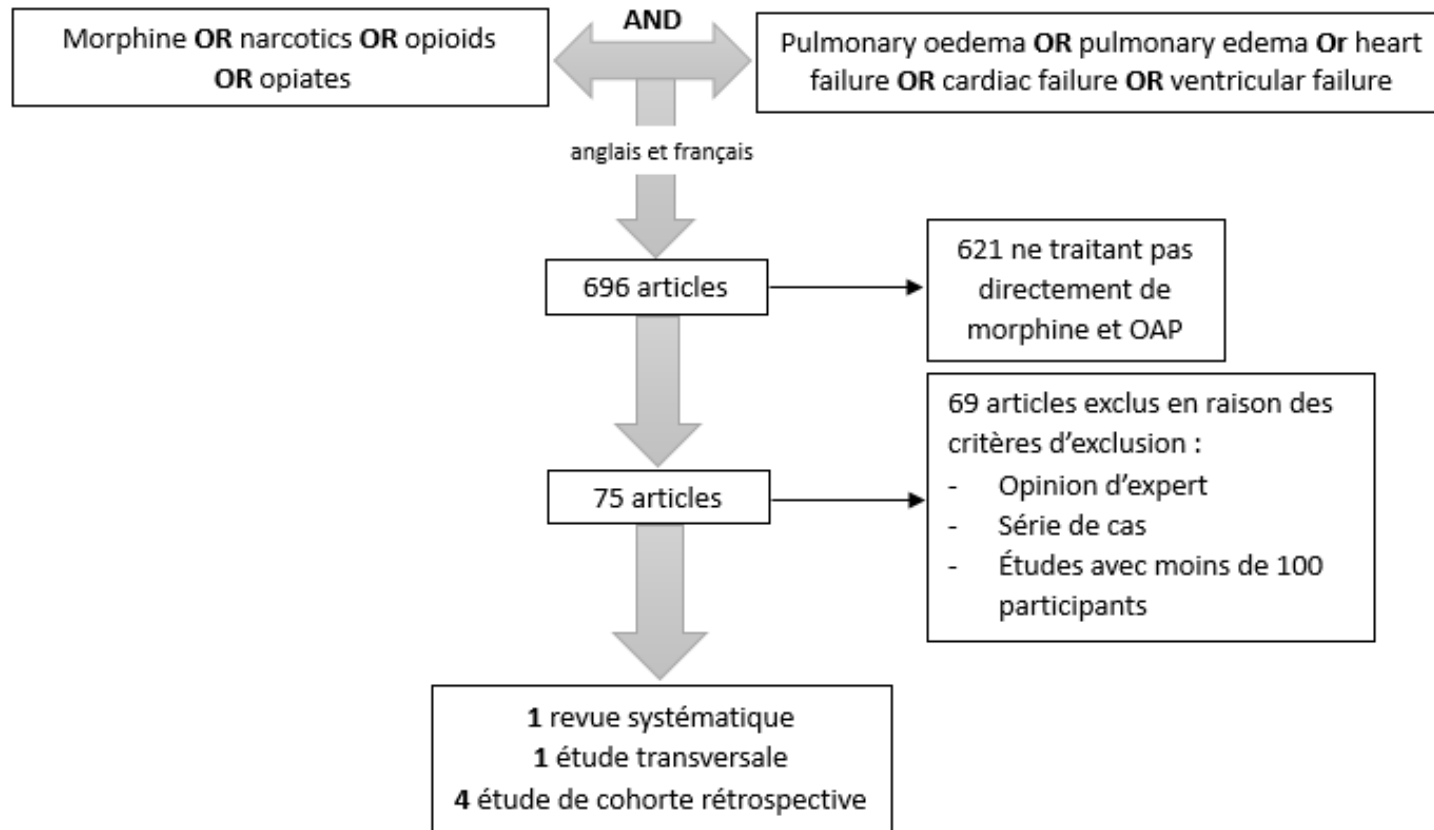 AND
Morphine OR narcotics OR opioids
OR opiates
Pulmonary oedema OR pulmonary edema Or heart
failure OR cardiac failure OR ventricular failure
anglais et français
696 articles
621 ne traitant pas
directement de
morphine et OAP
75 articles
69 articles exclus en raison des
critères d’exclusion :
- Opinion d’expert
- Série de cas
- Études avec moins de 100
participants
1 revue systématique
1 étude transversale
4 étude de cohorte rétrospective